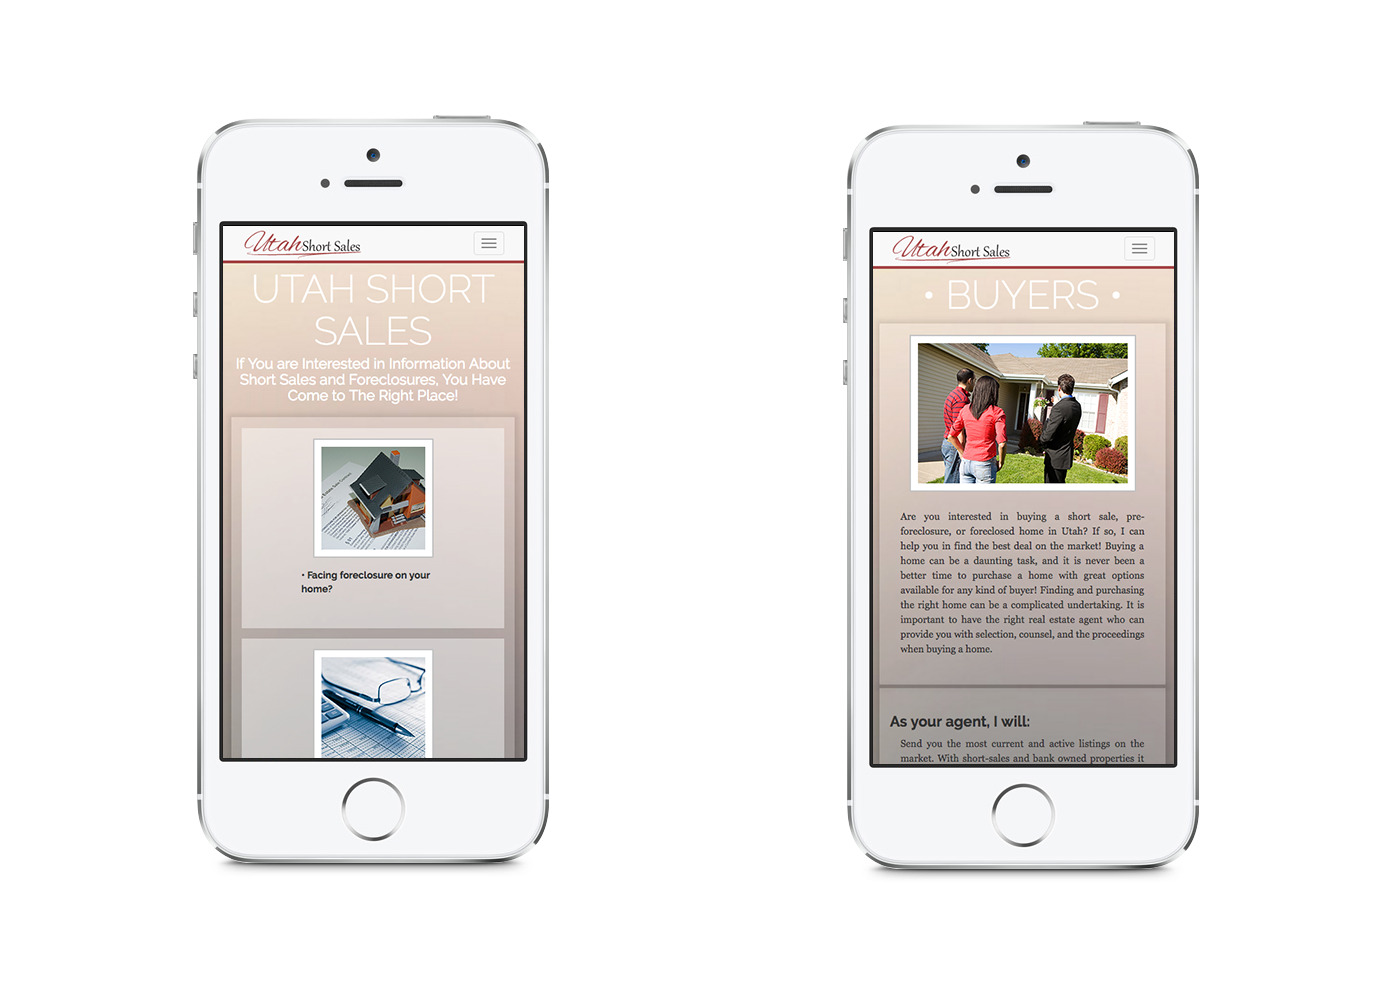 Utah Short Sales
UTAH SHORT
SALES
If You are Interested in Information About
Short Sales and Foreclosures, You Have
Come to The Right Place!
• Facing foreclosure on your
home?
Utah Short Sales
• BUYERS •
Are you interested in buying a short sale, pre-
foreclosure, or foreclosed home in Utah? If so, I can
help you in find the best deal on the market! Buying a
home can be a daunting task, and it is never been a
better time to purchase a home with great options
available for any kind of buyer! Finding and purchasing
the right home can be a complicated undertaking. It is
important to have the right real estate agent who can
provide you with selection, counsel, and the proceedings
when buying a home.
As your agent, I will:
Send you the most current and active listings on the
market. With short-sales and bank owned properties it